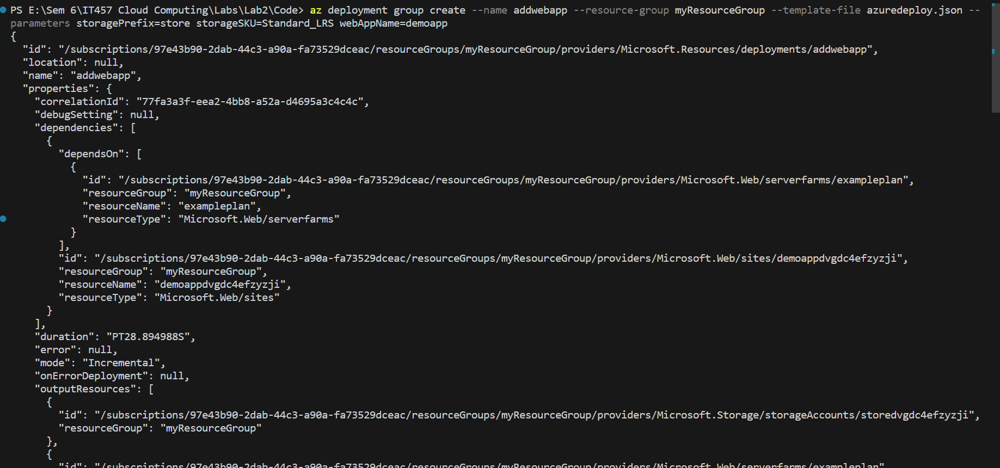 PS E:\Sem 6\IT457 Cloud Computing\Labs\Lab2\Code> az deployment group create --name addwebapp --resource-group myResourceGroup --template-file azuredeploy.json --
parameters storagePrefix=store storageSKU=Standard_LRS webAppName=demoapp
{
  "id": "/subscriptions/97e43b90-2dab-44c3-a90a-fa73529dceac/resourceGroups/myResourceGroup/providers/Microsoft.Resources/deployments/addwebapp",
  "location": null,
  "name": "addwebapp",
  "properties": {
    "correlationId": "77fa3a3f-eea2-4bb8-a52a-d4695a3c4c4c",
    "debugSetting": null,
    "dependencies": [
      {
        "dependsOn": [
          {
            "id": "/subscriptions/97e43b90-2dab-44c3-a90a-fa73529dceac/resourceGroups/myResourceGroup/providers/Microsoft.Web/serverfarms/exampleplan",
            "resourceGroup": "myResourceGroup",
            "resourceName": "exampleplan",
            "resourceType": "Microsoft.Web/serverfarms"
          }
        ],
        "id": "/subscriptions/97e43b90-2dab-44c3-a90a-fa73529dceac/resourceGroups/myResourceGroup/providers/Microsoft.Web/sites/demoappdvgdc4efzyzji",
        "resourceGroup": "myResourceGroup",
        "resourceName": "demoappdvgdc4efzyzji",
        "resourceType": "Microsoft.Web/sites"
      }
    ],
    "duration": "PT28.894988S",
    "error": null,
    "mode": "Incremental",
    "onErrorDeployment": null,
    "outputResources": [
      {
        "id": "/subscriptions/97e43b90-2dab-44c3-a90a-fa73529dceac/resourceGroups/myResourceGroup/providers/Microsoft.Storage/storageAccounts/storedvgdc4efzyzji",
        "resourceGroup": "myResourceGroup"
      },
      {
        "id": "/subscriptions/97e43b90-2dab-44c3-a90a-fa73529dceac/resourceGroups/myResourceGroup/providers/Microsoft.Web/serverfarms/exampleplan"